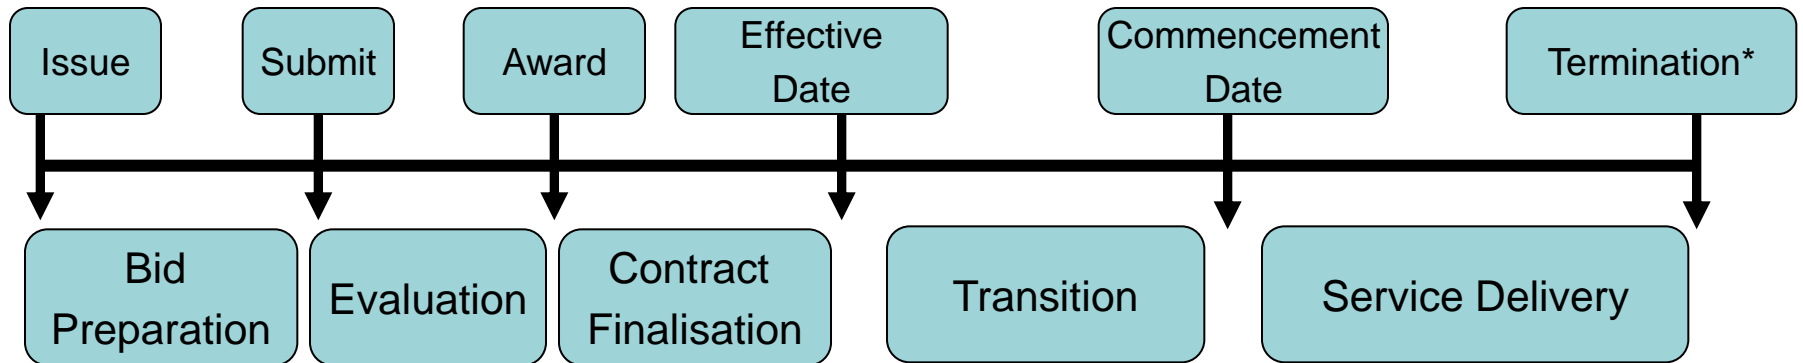 Issue
Submit
Award
Effective
Date
Commencement
Date
Termination*
Bid
Preparation
Evaluation
Contract
Finalisation
Transition
Service Delivery